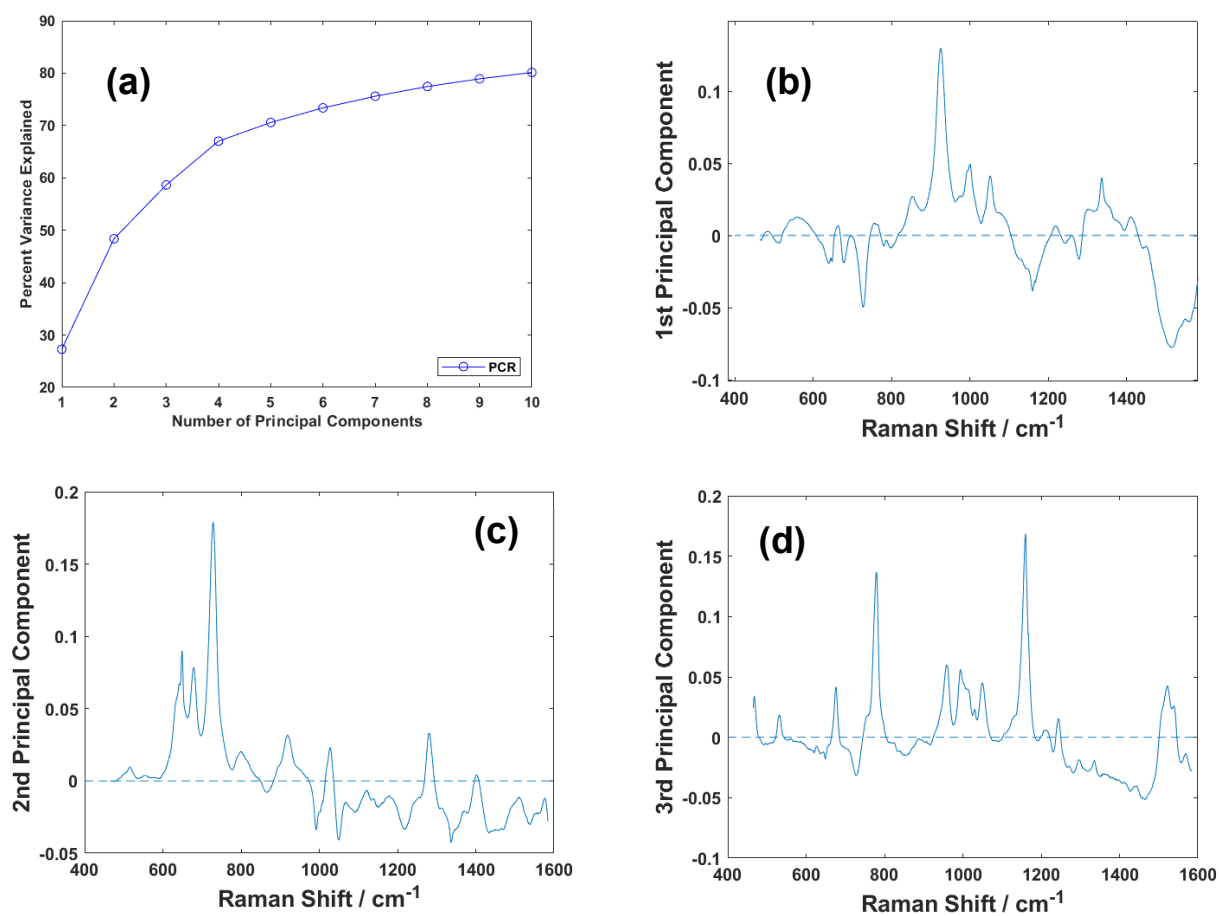 (a)
90
80
70
60
50
40
30
20
Percent Variance Explained
1 2 3 4 5 6 7 8 9 10
Number of Principal Components
PCR
(b)
0.1
0.05
0
-0.05
-0.1
1st Principal Component
400 600 800 1000 1200 1400
Raman Shift / cm⁻¹
(c)
0.2
0.15
0.1
0.05
0
-0.05
2nd Principal Component
400 600 800 1000 1200 1400 1600
Raman Shift / cm⁻¹
(d)
0.2
0.15
0.1
0.05
0
-0.05
-0.1
3rd Principal Component
400 600 800 1000 1200 1400 1600
Raman Shift / cm⁻¹